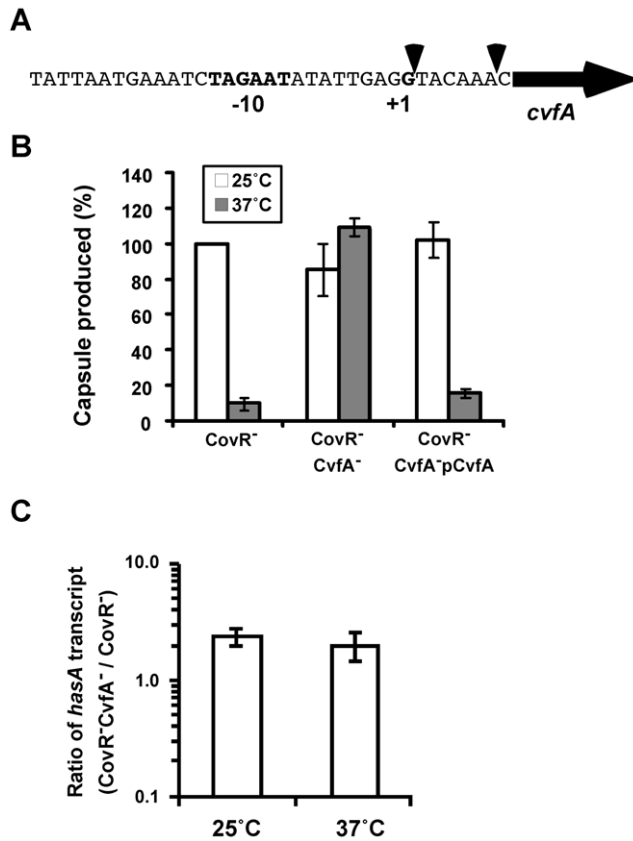 A
TATTAATGAAATCTAGAATATATTGAGGTACAAAC
-10
+1
cvfA
B
Capsule produced (%)
140
120
100
80
60
40
20
0
25˚C
37˚C
CovR-
CovR-
CvfA-
CovR-
CvfA-pCvfA
C
Ratio of hasA transcript
(CovR-CvfA- / CovR-)
10.0
1.0
0.1
25˚C
37˚C